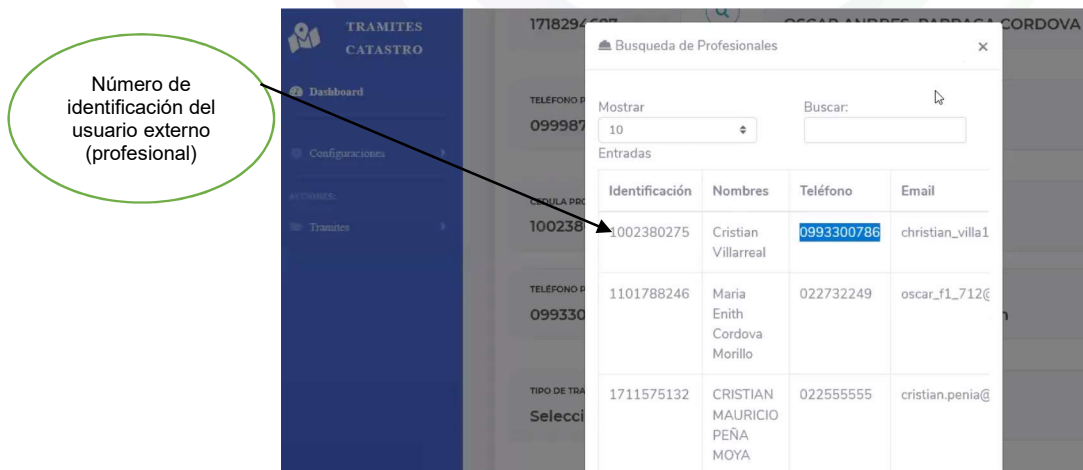 Número de
identificación del
usuario externo
(profesional)
TRAMITES
CATASTRO
Dashboard
Configuraciones
ACCIONES:
Tramites
OSCAR ANDRES PARRAGA CORDOVA
TELÉFONO P
099987
CEDULA PRO
100238
TELÉFONO P
099330
TIPO DE TRA
Selecci
Busqueda de Profesionales
×
Mostrar
Buscar:
10
Entradas
Identificación Nombres Teléfono Email
1002380275 Cristian 0993300786 christian_villa1
Villarreal
1101788246 Maria 022732249 oscar_f1_712@
Enith
Cordova
Morillo
1711575132 CRISTIAN 022555555 cristian.penia@
MAURICIO
PEÑA
MOYA